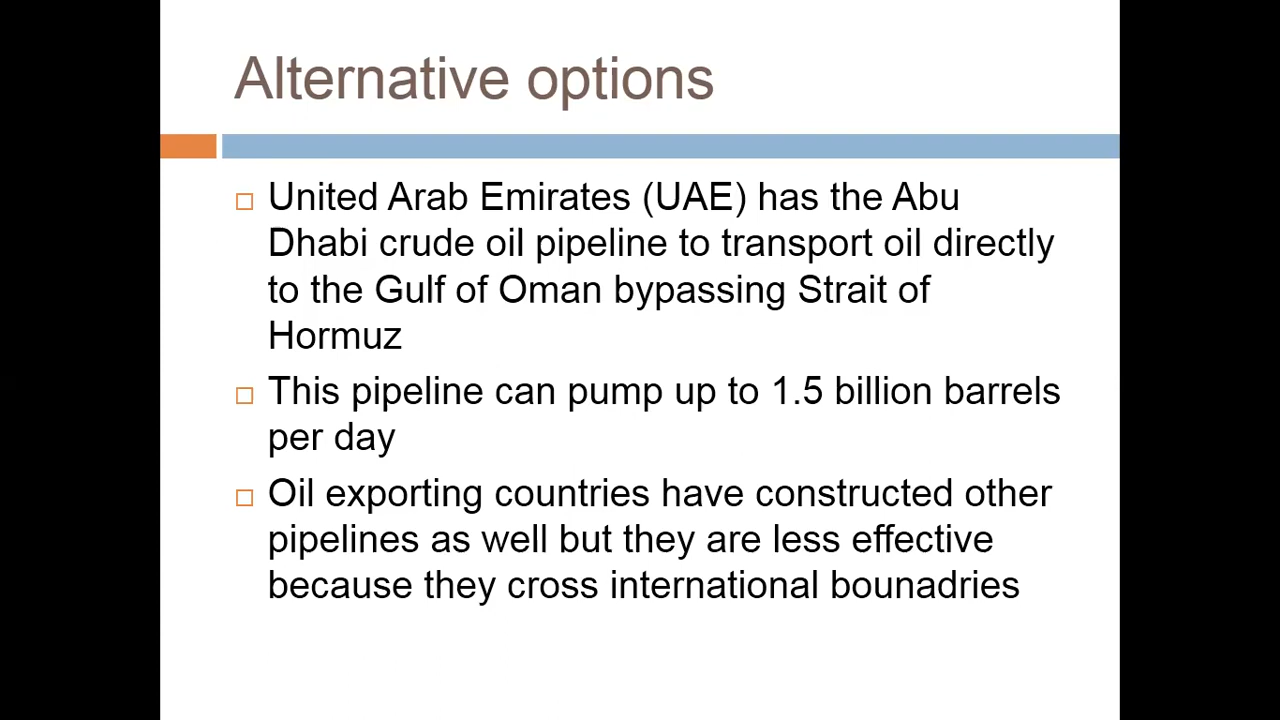 Alternative options
United Arab Emirates (UAE) has the Abu
Dhabi crude oil pipeline to transport oil directly
to the Gulf of Oman bypassing Strait of
Hormuz
This pipeline can pump up to 1.5 billion barrels
per day
Oil exporting countries have constructed other
pipelines as well but they are less effective
because they cross international bounadries